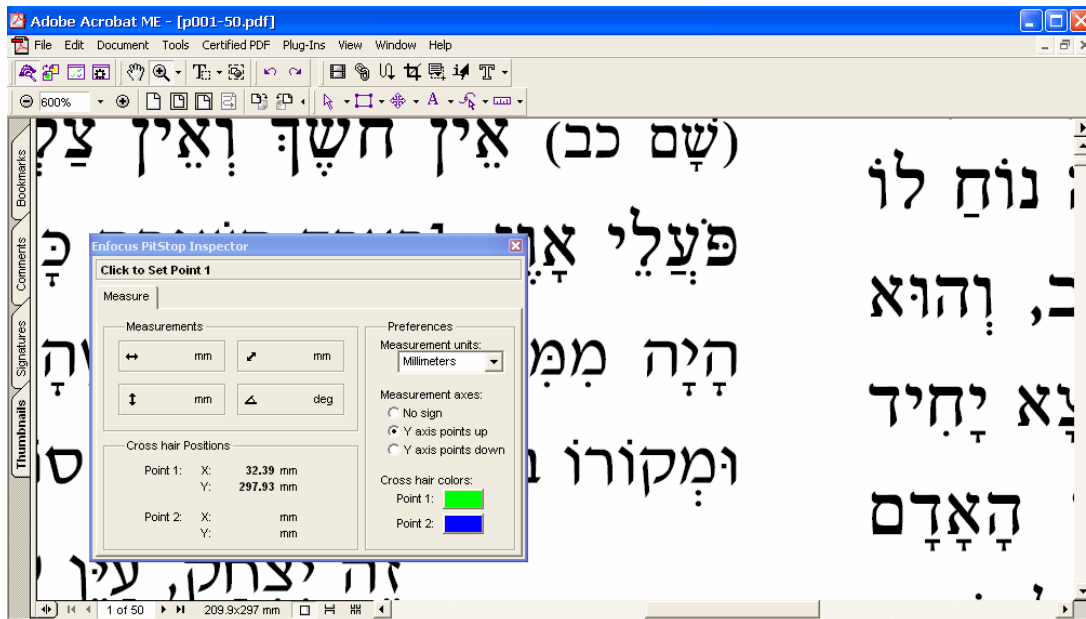 Adobe Acrobat ME - [p001-50.pdf]
File Edit Document Tools Certified PDF Plug-Ins View Window Help
600%
Bookmarks
Comments
Signatures
Thumbnails
(שָׁם כב) אֵין חֹשֶׁךְ וְאֵין
פֹּעֲלֵי
הָיָה
וּמְקוֹרוֹ
זֶה יִצְחָק, עַיֵּן
נוֹחַ לוֹ
וְהוּא
יָחִיד
הָאָדָם
Enfocus PitStop Inspector
Click to Set Point 1
Measure
Measurements
mm mm
mm deg
Cross hair Positions
Point 1: X: 32.39 mm
Y: 297.93 mm
Point 2: X: mm
Y: mm
Preferences
Measurement units:
Millimeters
Measurement axes:
No sign
Y axis points up
Y axis points down
Cross hair colors:
Point 1:
Point 2:
1 of 50 209.9x297 mm